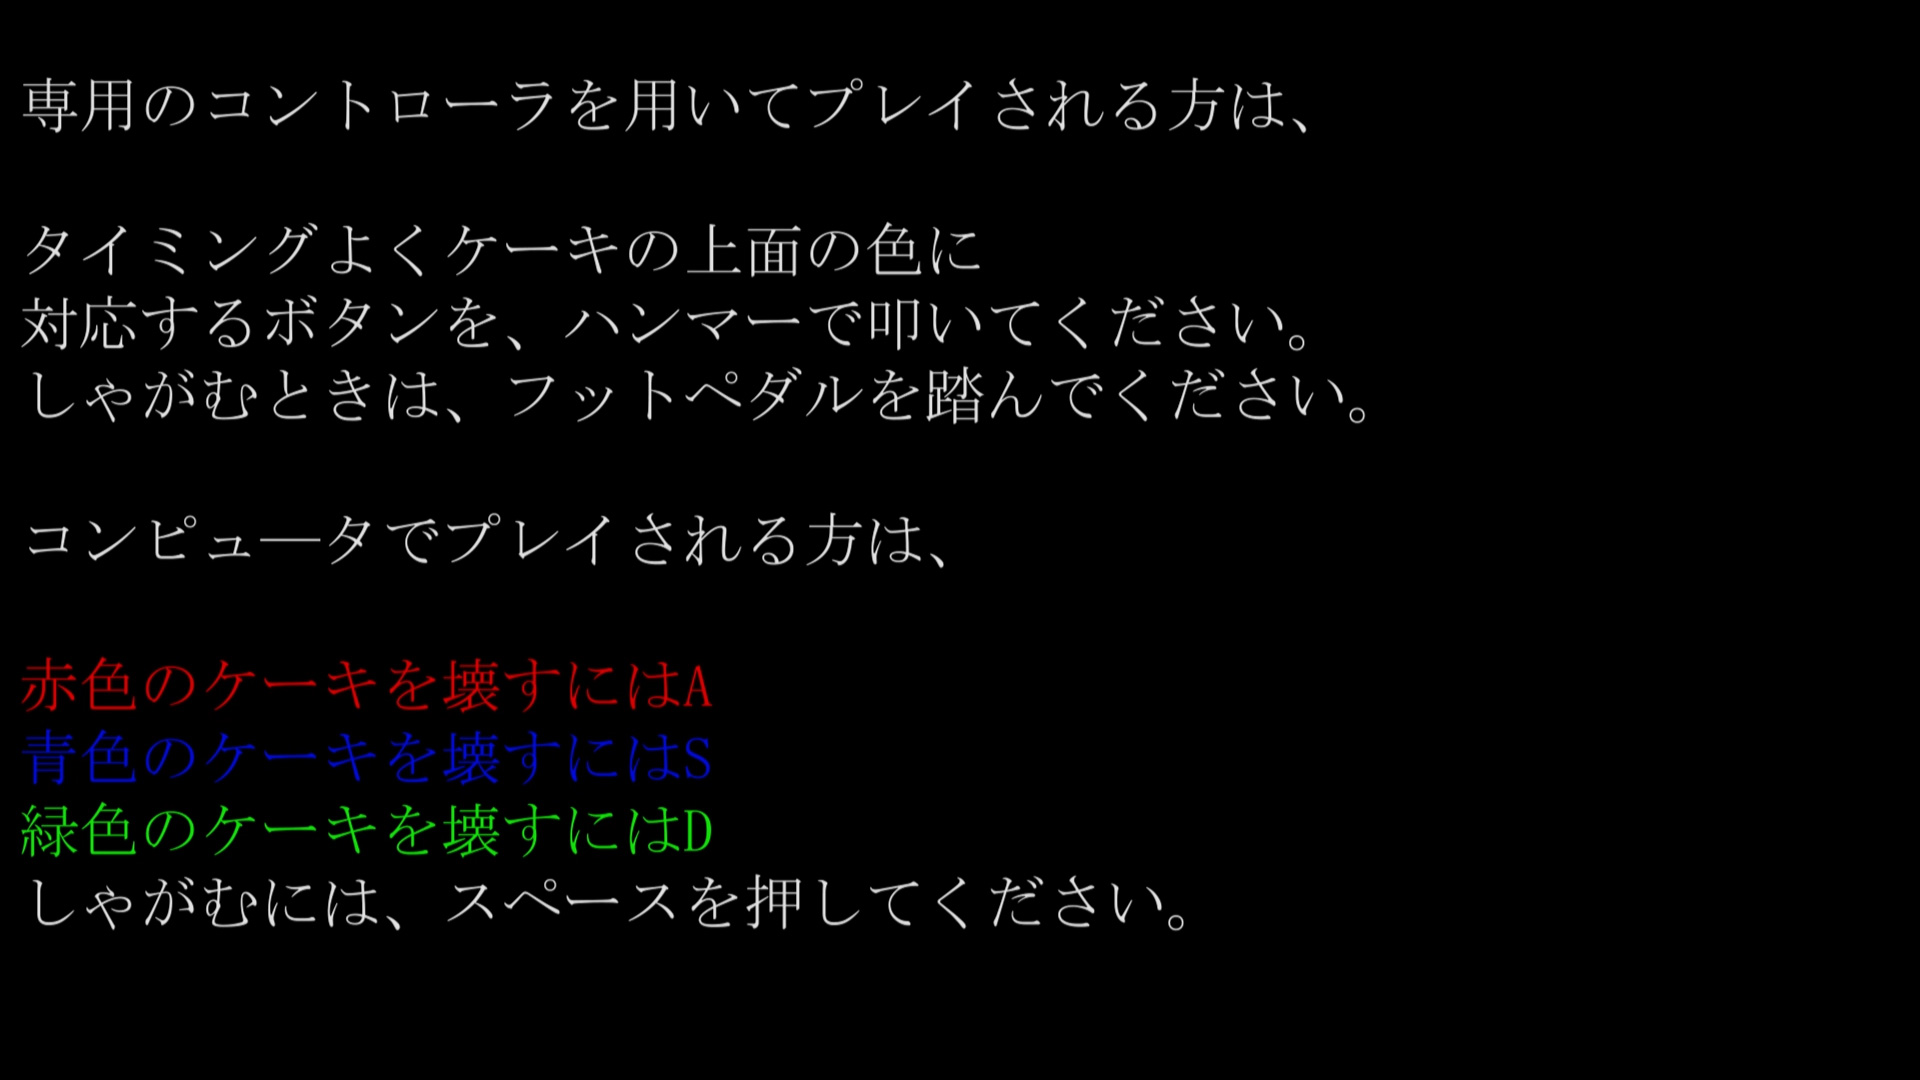 専用のコントローラを用いてプレイされる方は、
タイミングよくケーキの上面の色に
対応するボタンを、ハンマーで叩いてください。
しゃがむときは、フットペダルを踏んでください。
コンピュ―タでプレイされる方は、
赤色のケーキを壊すにはA
青色のケーキを壊すにはS
緑色のケーキを壊すにはD
しゃがむには、スペースを押してください。